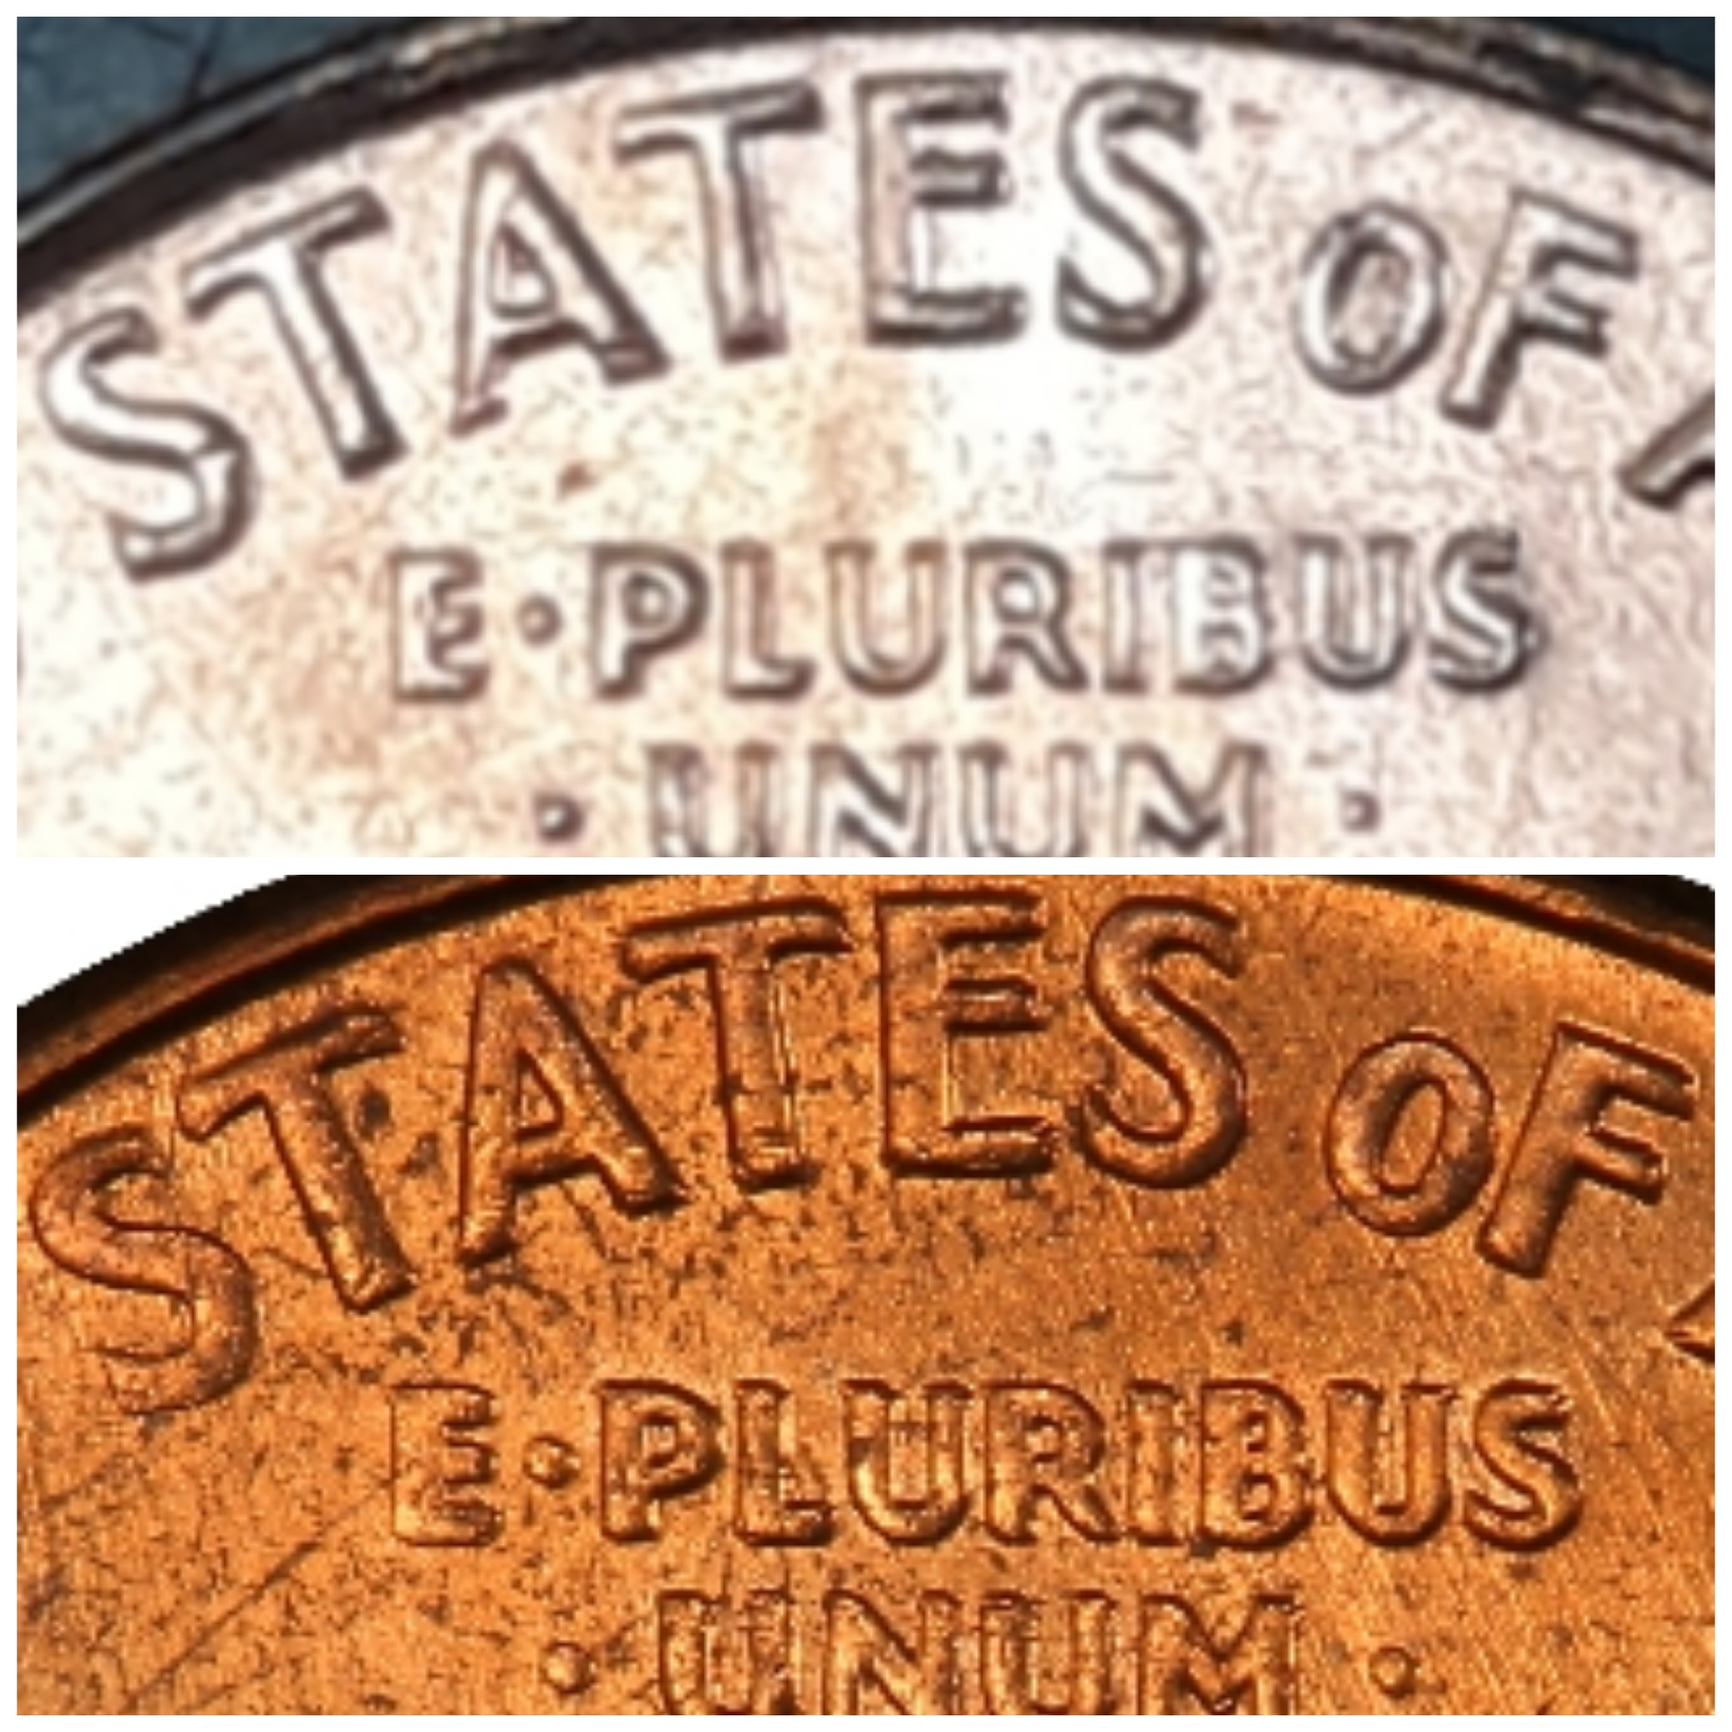 STATES OF
E·PLURIBUS
·UNUM·
STATES OF
E·PLURIBUS
·UNUM·